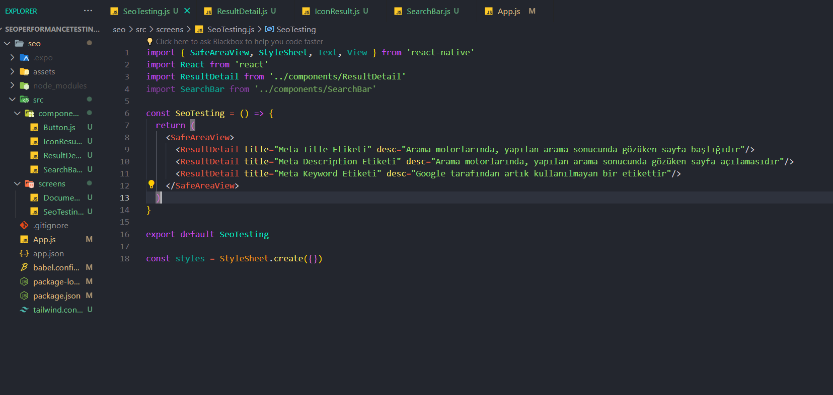 EXPLORER ...
SEOPERFORMANCETESTIN...
seo
.expo
assets
node_modules
src
compone...
Button.js U
IconResu... U
ResultDe... U
SearchBa... U
screens
Docume... U
SeoTestin... U
.gitignore
App.js M
app.json
babel.confi... M
package-lo... M
package.json M
tailwind.con... U
SeoTesting.js U × ResultDetail.js U IconResult.js U SearchBar.js U App.js M
seo > src > screens > SeoTesting.js > SeoTesting
Click here to ask Blackbox to help you code faster
1 import { SafeAreaView, StyleSheet, Text, View } from 'react-native'
2 import React from 'react'
3 import ResultDetail from '../components/ResultDetail'
4 import SearchBar from '../components/SearchBar'
5
6 const SeoTesting = () => {
7 return (
8 <SafeAreaView>
9 <ResultDetail title="Meta Title Etiketi" desc="Arama motorlarında, yapılan arama sonucunda gözüken sayfa başlığıdır"/>
10 <ResultDetail title="Meta Description Etiketi" desc="Arama motorlarında, yapılan arama sonucunda gözüken sayfa açılamasıdır"/>
11 <ResultDetail title="Meta Keyword Etiketi" desc="Google tarafından artık kullanılmayan bir etikettir"/>
12 </SafeAreaView>
13 )
14 }
15
16 export default SeoTesting
17
18 const styles = StyleSheet.create({})